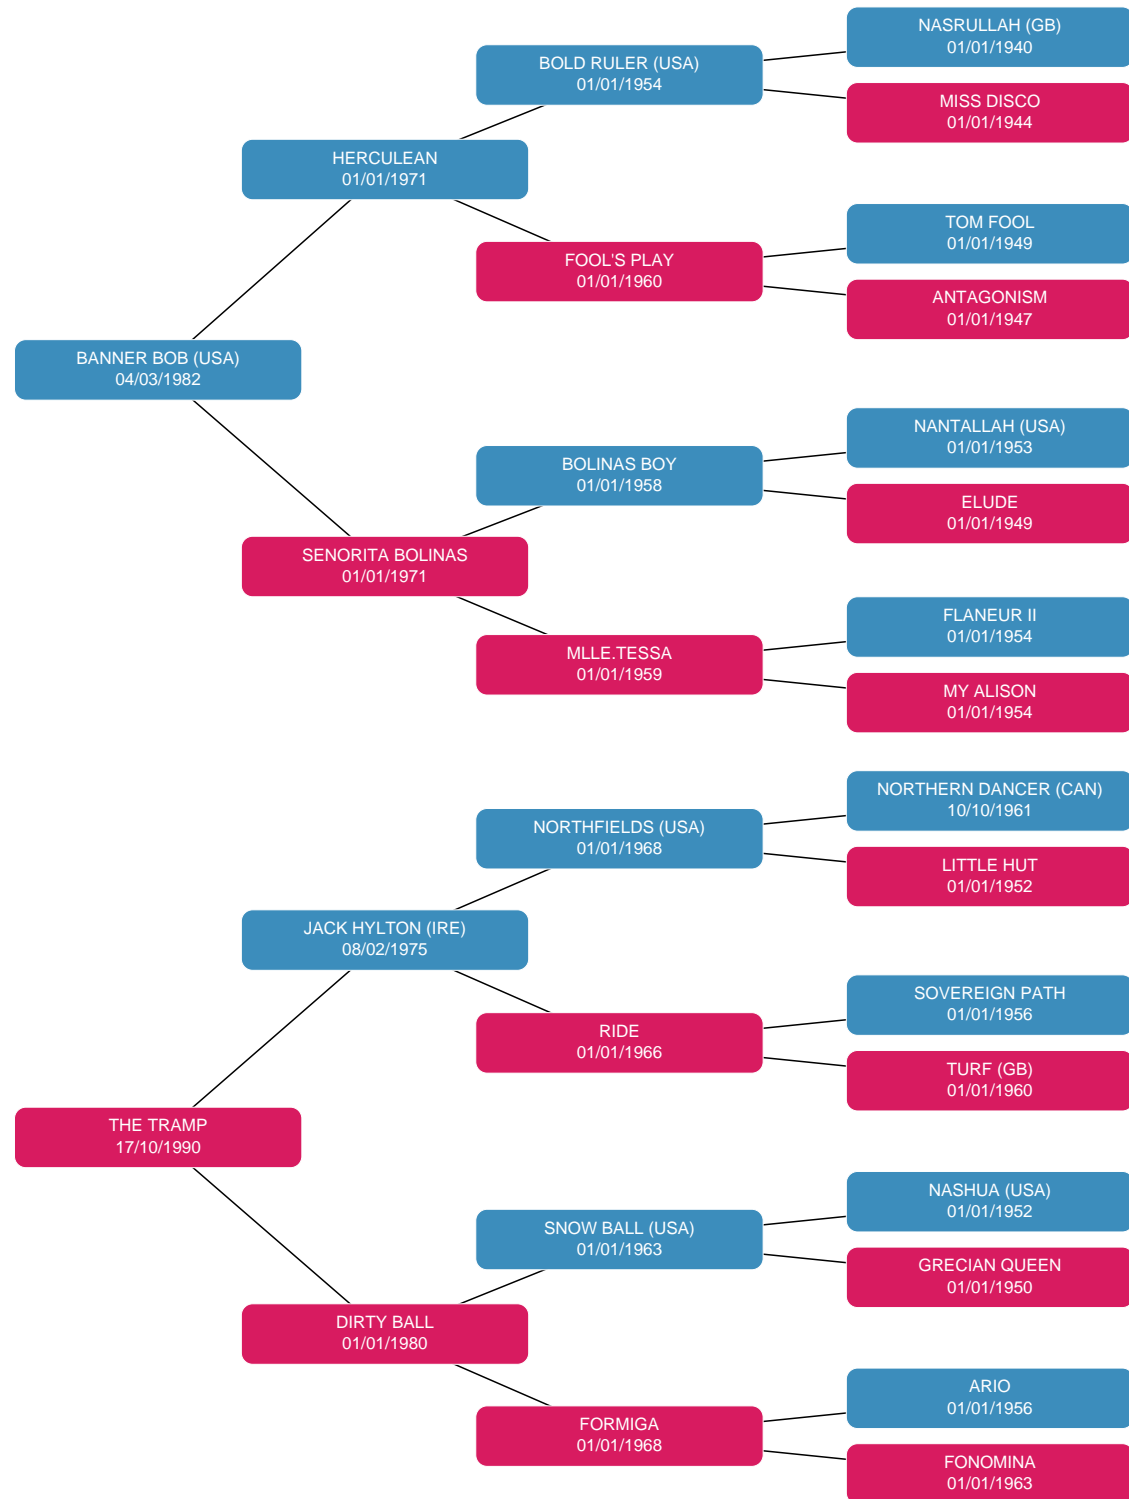 NASRULLAH (GB)
01/01/1940
BOLD RULER (USA)
01/01/1954
MISS DISCO
01/01/1944
HERCULEAN
01/01/1971
TOM FOOL
01/01/1949
FOOL'S PLAY
01/01/1960
ANTAGONISM
01/01/1947
BANNER BOB (USA)
04/03/1982
NANTALLAH (USA)
01/01/1953
BOLINAS BOY
01/01/1958
ELUDE
01/01/1949
SENORITA BOLINAS
01/01/1971
FLANEUR II
01/01/1954
MLLE.TESSA
01/01/1959
MY ALISON
01/01/1954
NORTHERN DANCER (CAN)
10/10/1961
NORTHFIELDS (USA)
01/01/1968
LITTLE HUT
01/01/1952
JACK HYLTON (IRE)
08/02/1975
SOVEREIGN PATH
01/01/1956
RIDE
01/01/1966
TURF (GB)
01/01/1960
THE TRAMP
17/10/1990
NASHUA (USA)
01/01/1952
SNOW BALL (USA)
01/01/1963
GRECIAN QUEEN
01/01/1950
DIRTY BALL
01/01/1980
ARIO
01/01/1956
FORMIGA
01/01/1968
FONOMINA
01/01/1963